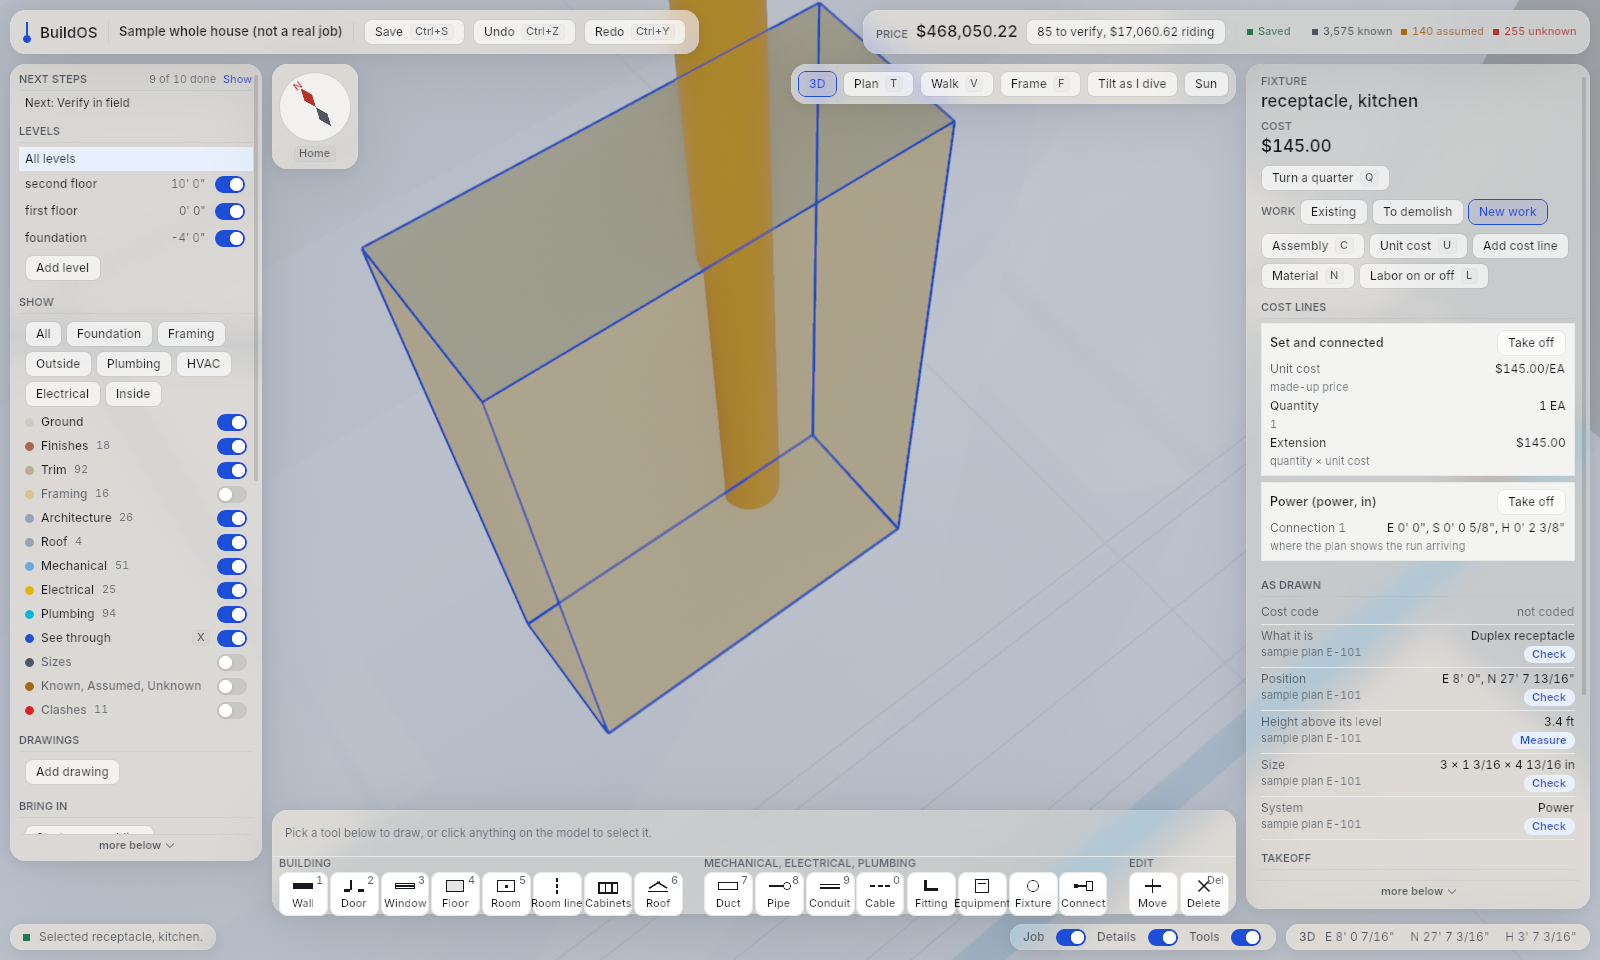 BuildOS
Sample whole house (not a real job)
Save Ctrl+S
Undo Ctrl+Z
Redo Ctrl+Y
PRICE $468,050.22
85 to verify, $17,060.62 riding
Saved
3,575 known
140 assumed
255 unknown
NEXT STEPS 9 of 10 done Show
Next: Verify in field
LEVELS
All levels
second floor 10' 0"
first floor 0' 0"
foundation -4' 0"
Add level
SHOW
All Foundation Framing
Outside Plumbing HVAC
Electrical Inside
Ground
Finishes 18
Trim 92
Framing 16
Architecture 26
Roof 4
Mechanical 51
Electrical 25
Plumbing 94
See through X
Sizes
Known, Assumed, Unknown
Clashes 11
DRAWINGS
Add drawing
BRING IN
more below
N
Home
3D
Plan T
Walk V
Frame F
Tilt as I dive
Sun
FIXTURE
receptacle, kitchen
COST
$145.00
Turn a quarter Q
WORK Existing To demolish New work
Assembly C Unit cost U Add cost line
Material N Labor on or off L
COST LINES
Set and connected Take off
Unit cost $145.00/EA
made-up price
Quantity 1 EA
1
Extension $145.00
quantity × unit cost
Power (power, in) Take off
Connection 1 E 0' 0", S 0' 0 5/8", H 0' 2 3/8"
where the plan shows the run arriving
AS DRAWN
Cost code not coded
What it is Duplex receptacle
sample plan E-101 Check
Position E 8' 0", N 27' 7 13/16"
sample plan E-101 Check
Height above its level 3.4 ft
sample plan E-101 Measure
Size 3 × 1 3/16 × 4 13/16 in
sample plan E-101 Check
System Power
sample plan E-101 Check
TAKEOFF
more below
Pick a tool below to draw, or click anything on the model to select it.
BUILDING
1 Wall
2 Door
3 Window
4 Floor
5 Room
Room line
Cabinets
6 Roof
MECHANICAL, ELECTRICAL, PLUMBING
7 Duct
8 Pipe
9 Conduit
0 Cable
Fitting
Equipment
Fixture
Connect
EDIT
Move
Del Delete
Selected receptacle, kitchen.
Job
Details
Tools
3D E 8' 0 7/16" N 27' 7 3/16" H 3' 7 3/16"